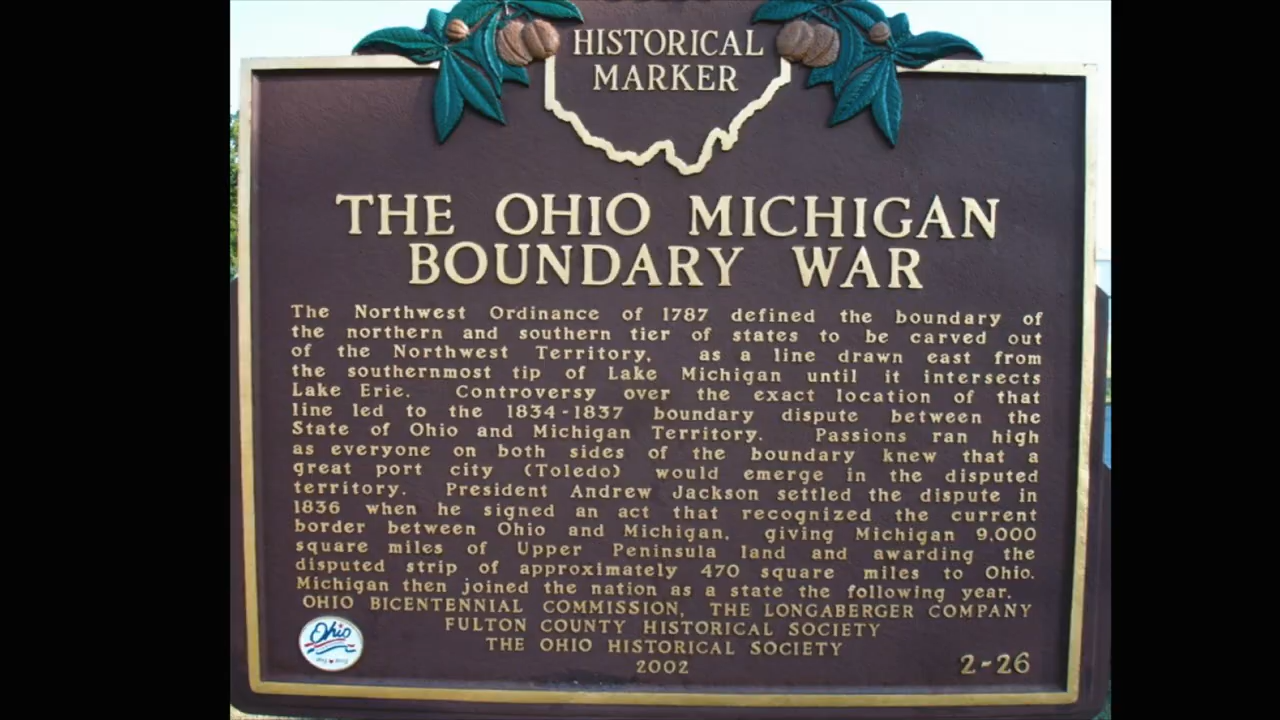 HISTORICAL
MARKER
THE OHIO MICHIGAN
BOUNDARY WAR
The Northwest Ordinance of 1787 defined the boundary of
the northern and southern tier of states to be carved out
of the Northwest Territory, as a line drawn east from
the southernmost tip of Lake Michigan until it intersects
Lake Erie. Controversy over the exact location of that
line led to the 1834-1837 boundary dispute between the
State of Ohio and Michigan Territory. Passions ran high
as everyone on both sides of the boundary knew that a
great port city (Toledo) would emerge in the disputed
territory. President Andrew Jackson settled the dispute in
1836 when he signed an act that recognized the current
border between Ohio and Michigan, giving Michigan 9,000
square miles of Upper Peninsula land and awarding the
disputed strip of approximately 470 square miles to Ohio.
Michigan then joined the nation as a state the following year.
OHIO BICENTENNIAL COMMISSION, THE LONGABERGER COMPANY
FULTON COUNTY HISTORICAL SOCIETY
THE OHIO HISTORICAL SOCIETY
2002
2-26
Ohio